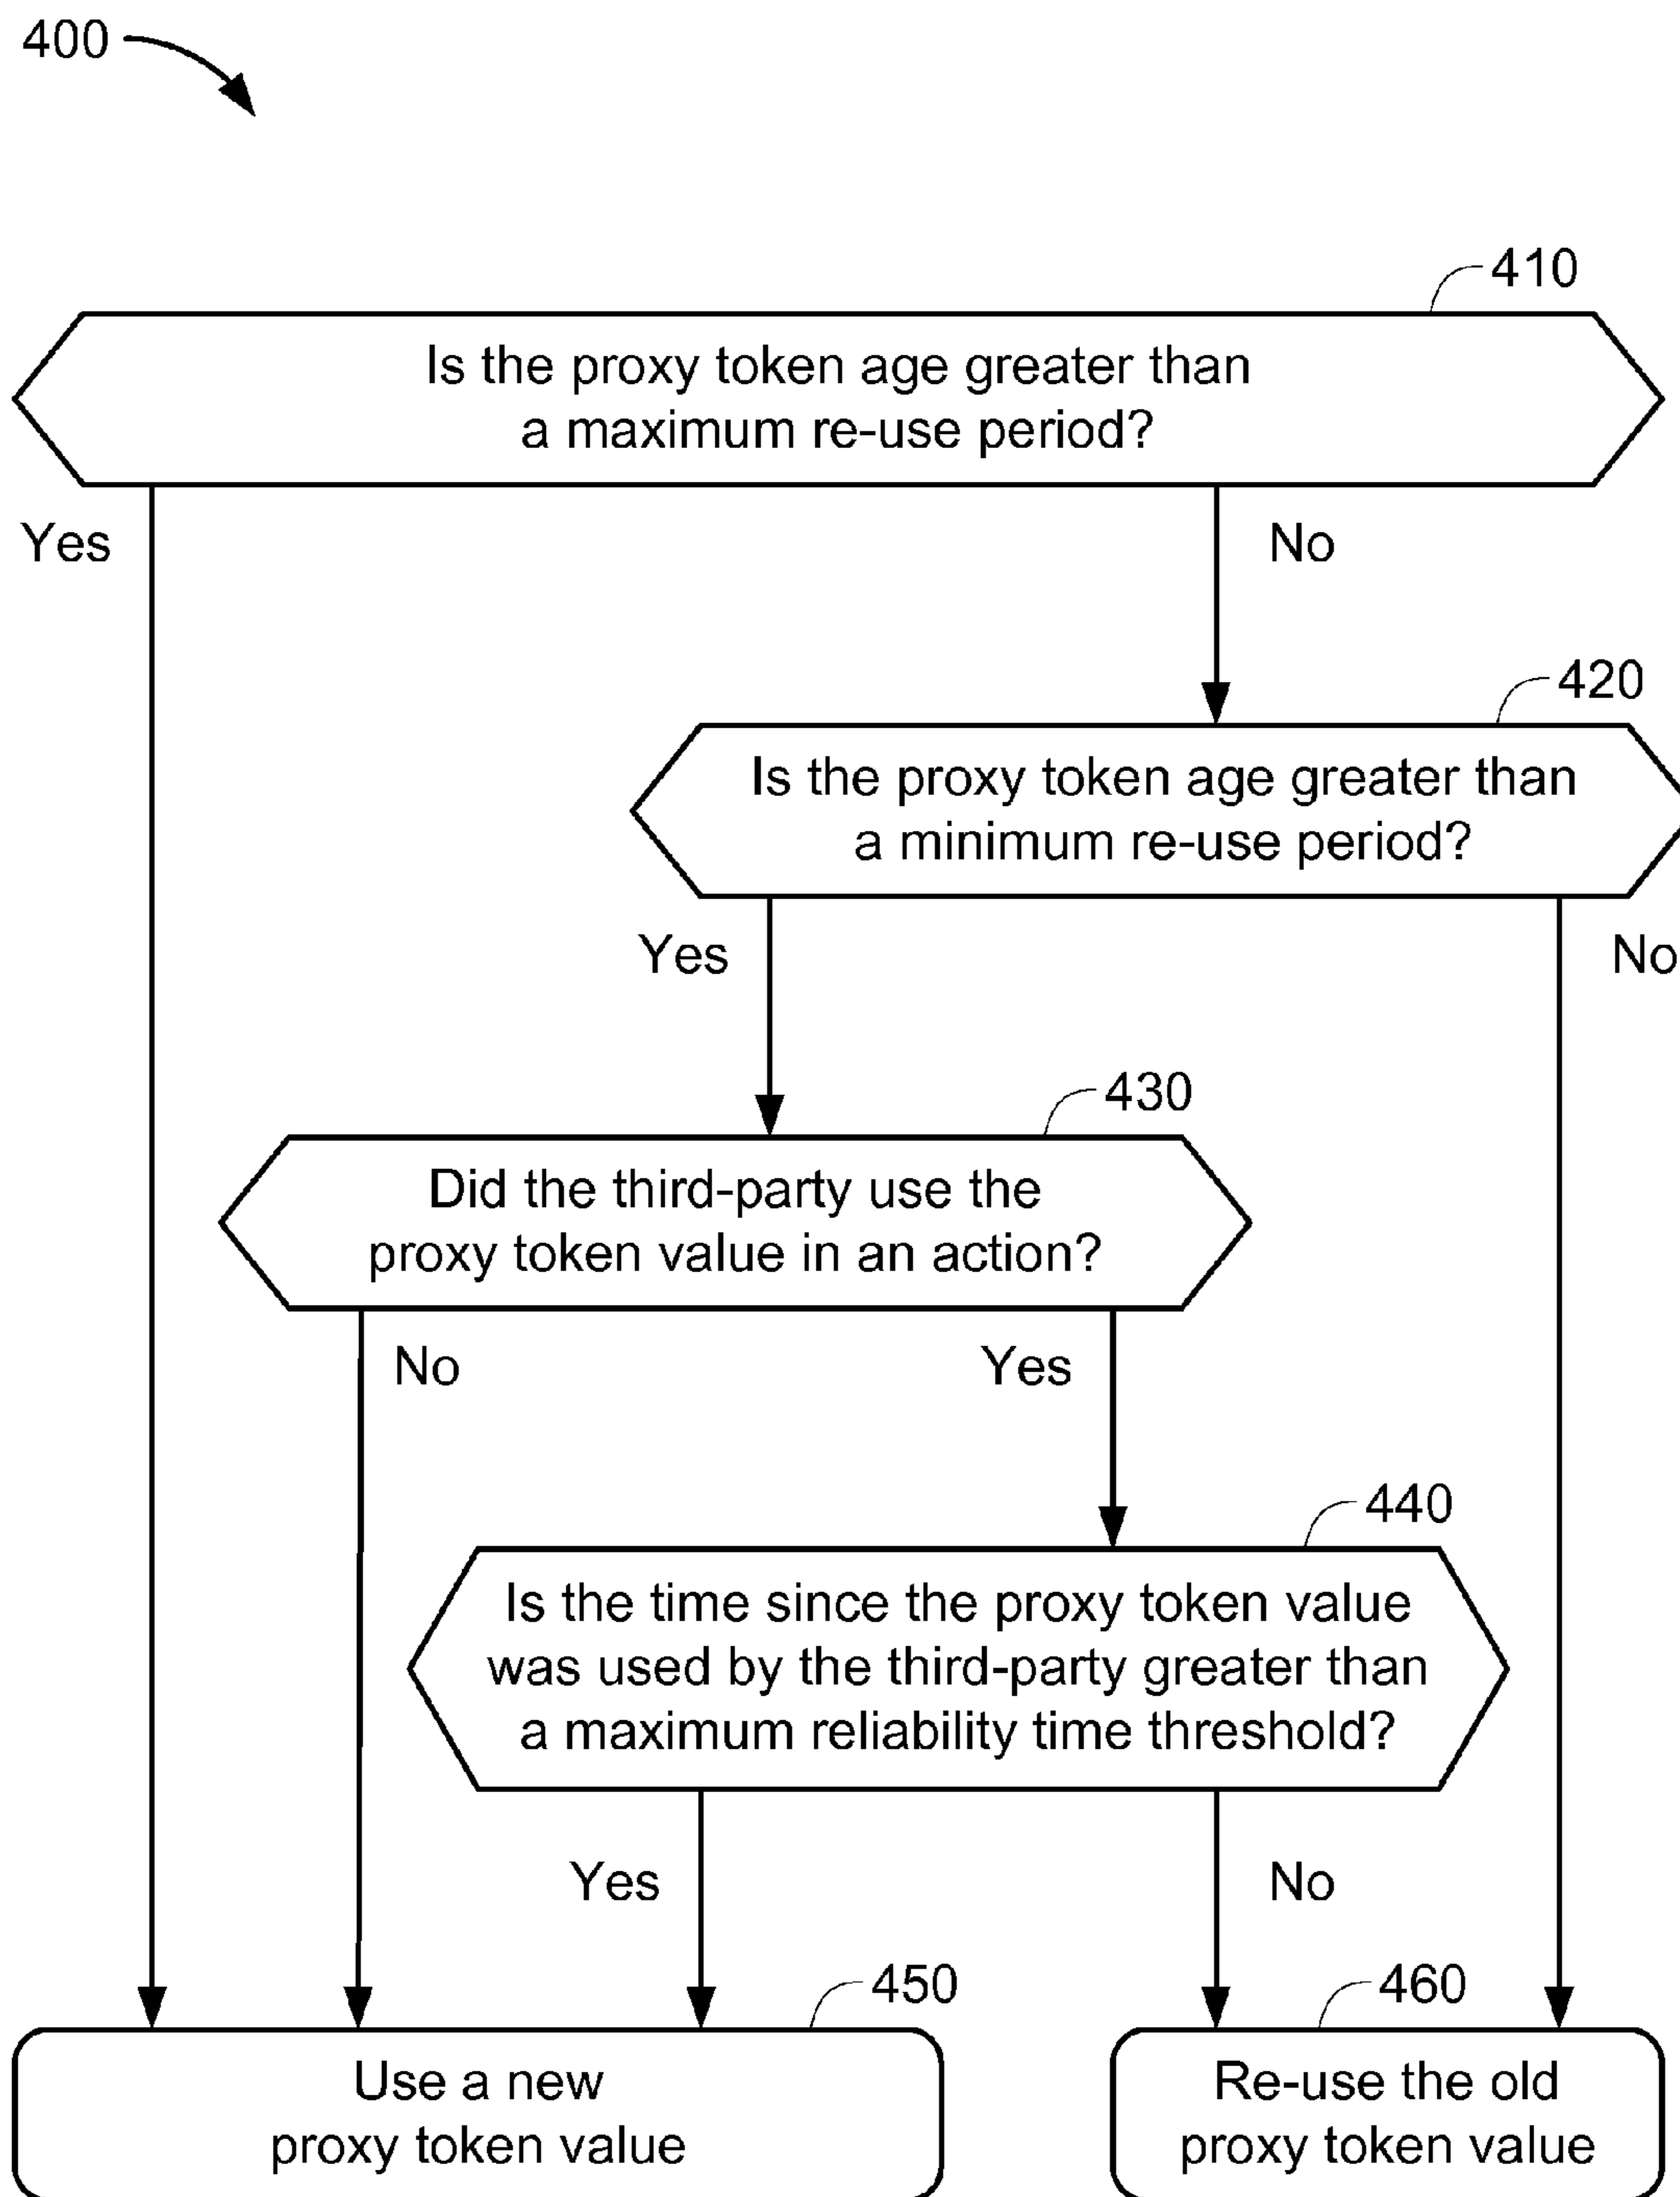 400
410
Is the proxy token age greater than
a maximum re-use period?
Yes
No
420
Is the proxy token age greater than
a minimum re-use period?
Yes
No
430
Did the third-party use the
proxy token value in an action?
No
Yes
440
Is the time since the proxy token value
was used by the third-party greater than
a maximum reliability time threshold?
Yes
No
450
460
Use a new
proxy token value
Re-use the old
proxy token value